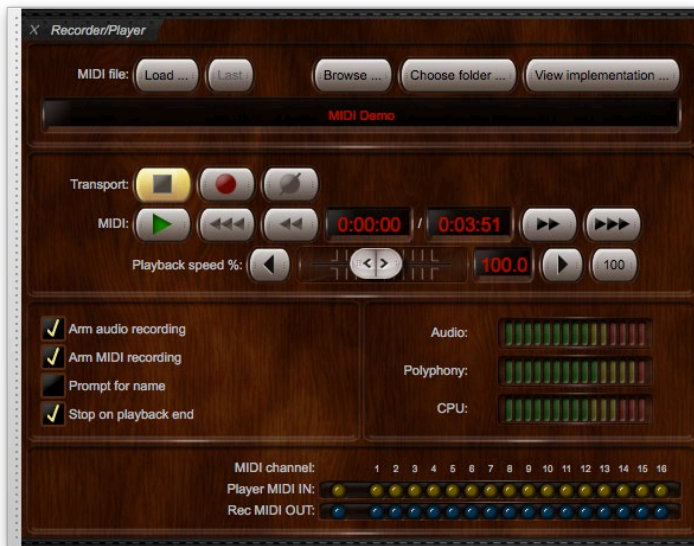 X Recorder/Player
MIDI file: Load ... Last Browse ... Choose folder ... View implementation ...
MIDI Demo
Transport:
MIDI: 0:00:00 / 0:03:51
Playback speed %: 100.0 100
Arm audio recording
Arm MIDI recording
Prompt for name
Stop on playback end
Audio:
Polyphony:
CPU:
MIDI channel: 1 2 3 4 5 6 7 8 9 10 11 12 13 14 15 16
Player MIDI IN:
Rec MIDI OUT: